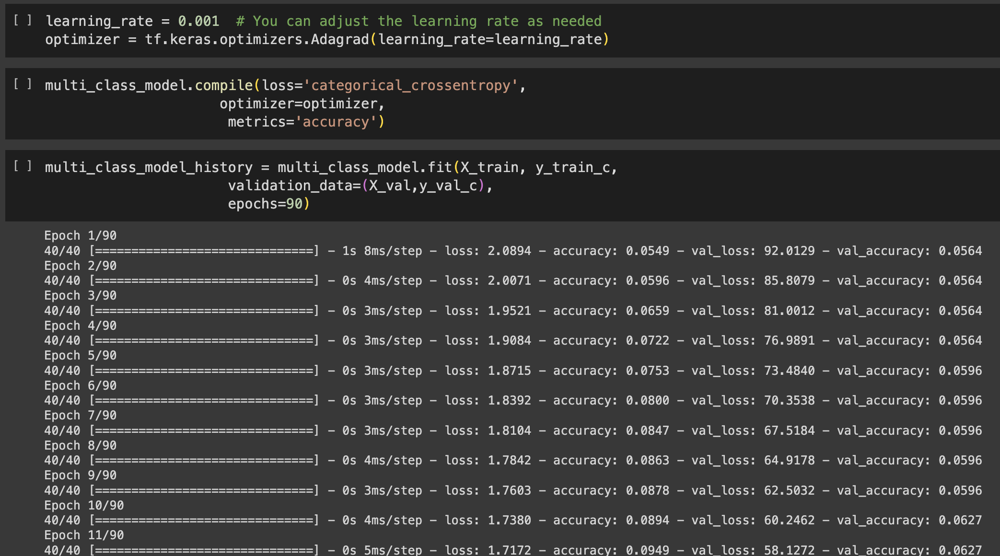 [ ] learning_rate = 0.001  # You can adjust the learning rate as needed
optimizer = tf.keras.optimizers.Adagrad(learning_rate=learning_rate)
[ ] multi_class_model.compile(loss='categorical_crossentropy',
optimizer=optimizer,
metrics='accuracy')
[ ] multi_class_model_history = multi_class_model.fit(X_train, y_train_c,
validation_data=(X_val,y_val_c),
epochs=90)
Epoch 1/90
40/40 [==============================] - 1s 8ms/step - loss: 2.0894 - accuracy: 0.0549 - val_loss: 92.0129 - val_accuracy: 0.0564
Epoch 2/90
40/40 [==============================] - 0s 4ms/step - loss: 2.0071 - accuracy: 0.0596 - val_loss: 85.8079 - val_accuracy: 0.0564
Epoch 3/90
40/40 [==============================] - 0s 3ms/step - loss: 1.9521 - accuracy: 0.0659 - val_loss: 81.0012 - val_accuracy: 0.0564
Epoch 4/90
40/40 [==============================] - 0s 3ms/step - loss: 1.9084 - accuracy: 0.0722 - val_loss: 76.9891 - val_accuracy: 0.0564
Epoch 5/90
40/40 [==============================] - 0s 3ms/step - loss: 1.8715 - accuracy: 0.0753 - val_loss: 73.4840 - val_accuracy: 0.0596
Epoch 6/90
40/40 [==============================] - 0s 3ms/step - loss: 1.8392 - accuracy: 0.0800 - val_loss: 70.3538 - val_accuracy: 0.0596
Epoch 7/90
40/40 [==============================] - 0s 3ms/step - loss: 1.8104 - accuracy: 0.0847 - val_loss: 67.5184 - val_accuracy: 0.0596
Epoch 8/90
40/40 [==============================] - 0s 4ms/step - loss: 1.7842 - accuracy: 0.0863 - val_loss: 64.9178 - val_accuracy: 0.0596
Epoch 9/90
40/40 [==============================] - 0s 3ms/step - loss: 1.7603 - accuracy: 0.0878 - val_loss: 62.5032 - val_accuracy: 0.0596
Epoch 10/90
40/40 [==============================] - 0s 4ms/step - loss: 1.7380 - accuracy: 0.0894 - val_loss: 60.2462 - val_accuracy: 0.0627
Epoch 11/90
40/40 [==============================] - 0s 5ms/step - loss: 1.7172 - accuracy: 0.0949 - val_loss: 58.1272 - val_accuracy: 0.0627